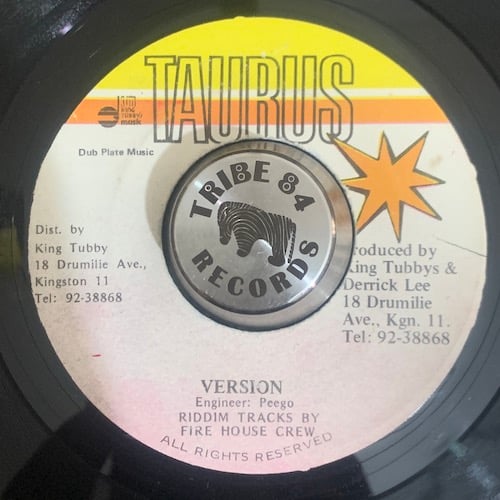 TAURUS
music
Dub Plate Music
TRIBE 84
RECORDS
Dist. by
King Tubby
18 Drumilie Ave.,
Kingston 11
Tel: 92-38868
roduced by
ing Tubbys &
Derrick Lee
18 Drumilie
Ave., Kgn. 11.
Tel: 92-38868
VERSION
Engineer: Peego
RIDDIM TRACKS BY
FIRE HOUSE CREW
ALL RIGHTS RESERVED